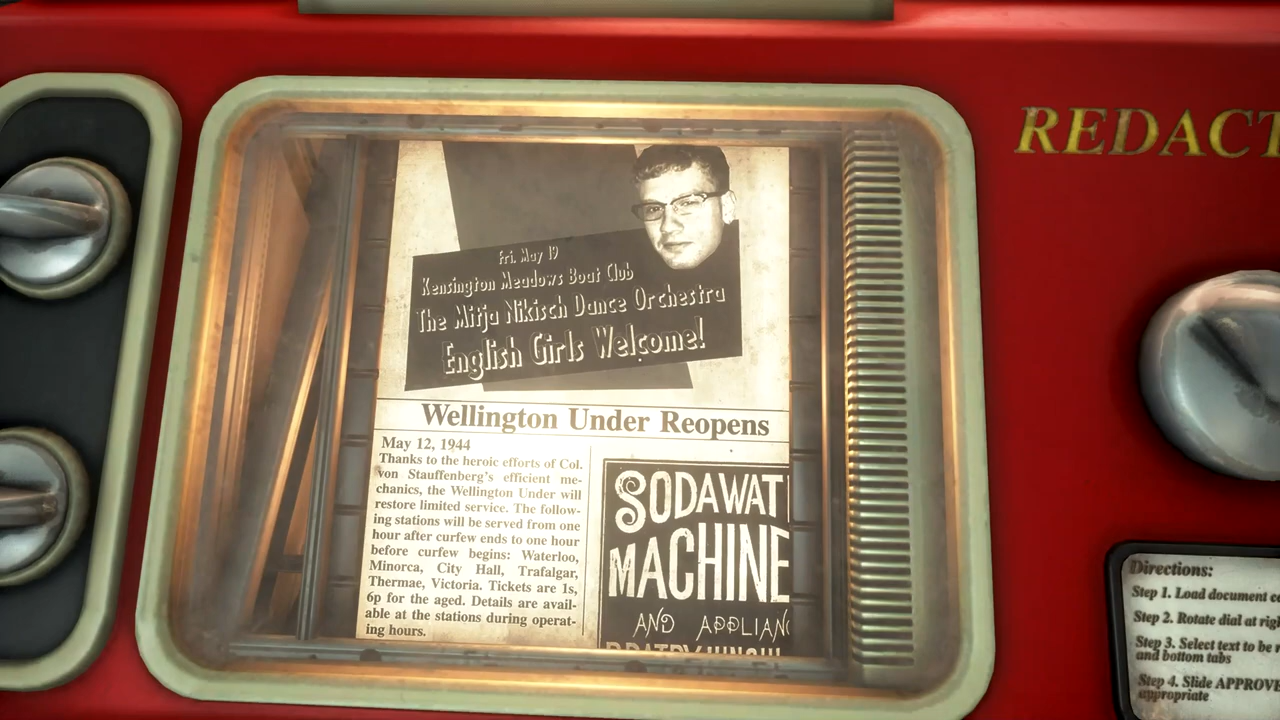 REDACT
Fri. May 19
Kensington Meadows Boat Club
The Mitja Nikisch Dance Orchestra
English Girls Welcome!
Wellington Under Reopens
May 12, 1944
Thanks to the heroic efforts of Col.
von Stauffenberg's efficient me-
chanics, the Wellington Under will
restore limited service. The follow-
ing stations will be served from one
hour after curfew ends to one hour
before curfew begins: Waterloo,
Minorca, City Hall, Trafalgar,
Thermae, Victoria. Tickets are 1s,
6p for the aged. Details are avail-
able at the stations during operat-
ing hours.
SODAWAT
MACHINE
AND APPLIAN
Directions:
Step 1. Load document
Step 2. Rotate dial at
Step 3. Select text to be
and bottom tabs
Step 4. Slide APPROVE
appropriate